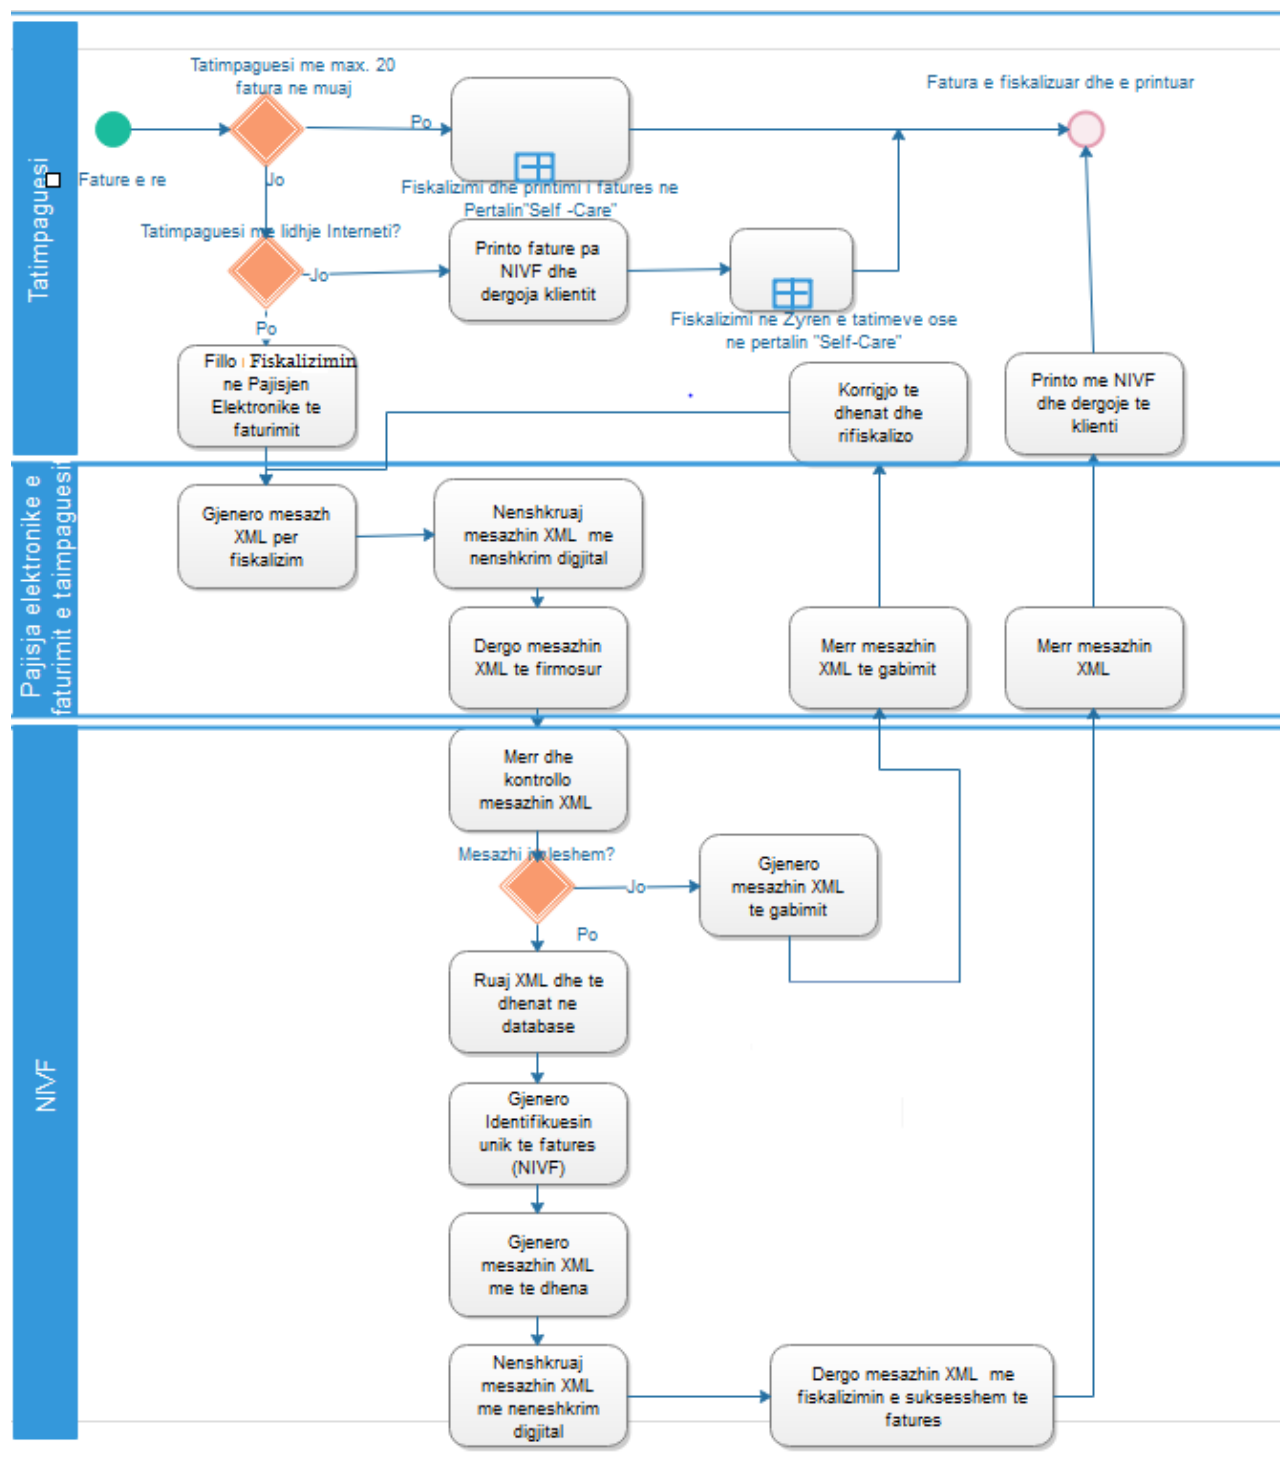 Tatimpaguesi
Tatimpaguesi me max. 20
fatura ne muaj
Fatura e fiskalizuar dhe e printuar
Po
Fature e re
Jo
Fiskalizimi dhe printimi i fatures ne
Pertalin"Self -Care"
Tatimpaguesi me lidhje Interneti?
Jo
Printo fature pa
NIVF dhe
dergoja klientit
Fiskalizimi ne Zyren e tatimeve ose
ne pertalin "Self-Care"
Po
Fillo i Fiskalizimin
ne Pajisjen
Elektronike te
faturimit
Korrigjo te
dhenat dhe
rifiskalizo
Printo me NIVF
dhe dergoje te
klienti
Pajisja elektronike e
faturimit e taimpaguesit
Gjenero mesazh
XML per
fiskalizim
Nenshkruaj
mesazhin XML me
nenshkrim digjital
Dergo mesazhin
XML te firmosur
Merr mesazhin
XML te gabimit
Merr mesazhin
XML
NIVF
Merr dhe
kontrollo
mesazhin XML
Mesazhi i vleshem?
Jo
Gjenero
mesazhin XML
te gabimit
Po
Ruaj XML dhe te
dhenat ne
database
Gjenero
Identifikuesin
unik te fatures
(NIVF)
Gjenero
mesazhin XML
me te dhena
Nenshkruaj
mesazhin XML
me neneshkrim
digjital
Dergo mesazhin XML me
fiskalizimin e suksesshem te
fatures